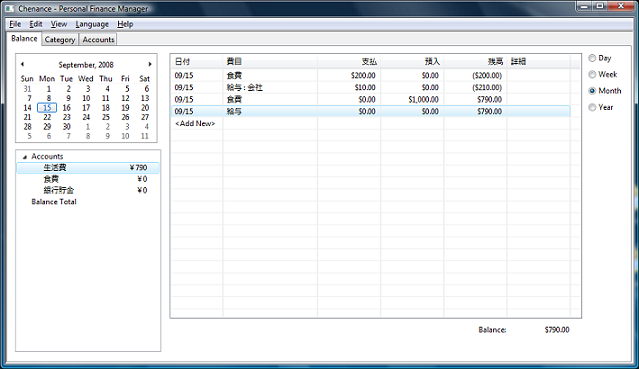 Chenance - Personal Finance Manager
File Edit View Language Help
Balance Category Accounts
September, 2008
Sun Mon Tue Wed Thu Fri Sat
31 1 2 3 4 5 6
7 8 9 10 11 12 13
14 15 16 17 18 19 20
21 22 23 24 25 26 27
28 29 30 1 2 3 4
5 6 7 8 9 10 11
Accounts
生活費 ¥790
食費 ¥0
銀行貯金 ¥0
Balance Total
日付 費目 支払 預入 残高 詳細
09/15 食費 $200.00 $0.00 ($200.00)
09/15 給与 : 会社 $10.00 $0.00 ($210.00)
09/15 食費 $0.00 $1,000.00 $790.00
09/15 給与 $0.00 $0.00 $790.00
<Add New>
Balance: $790.00
Day
Week
Month
Year